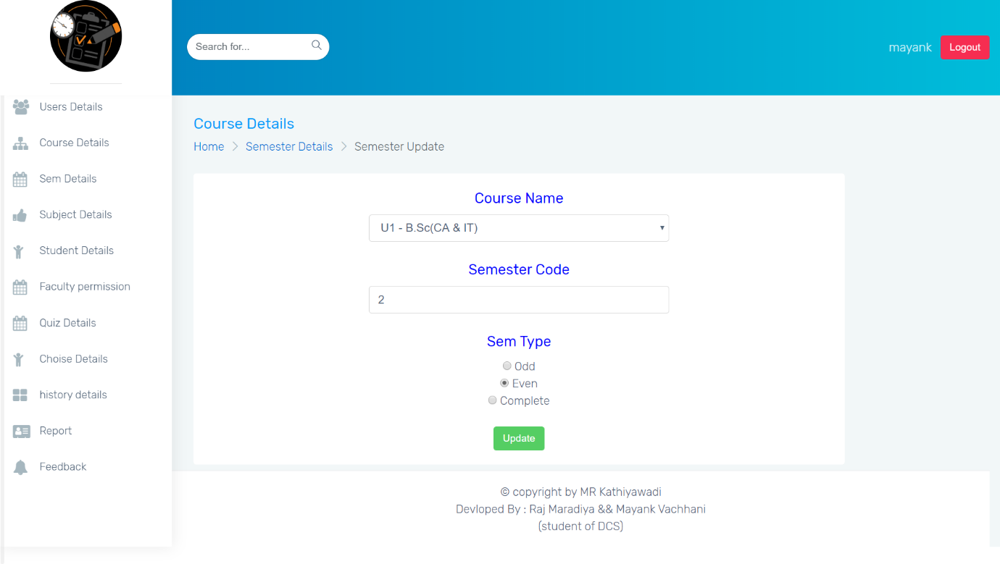 Search for...
mayank
Logout
Users Details
Course Details
Sem Details
Subject Details
Student Details
Faculty permission
Quiz Details
Choise Details
history details
Report
Feedback
Course Details
Home > Semester Details > Semester Update
Course Name
U1 - B.Sc(CA & IT)
Semester Code
2
Sem Type
Odd
Even
Complete
Update
© copyright by MR Kathiyawadi
Devloped By : Raj Maradiya && Mayank Vachhani
(student of DCS)